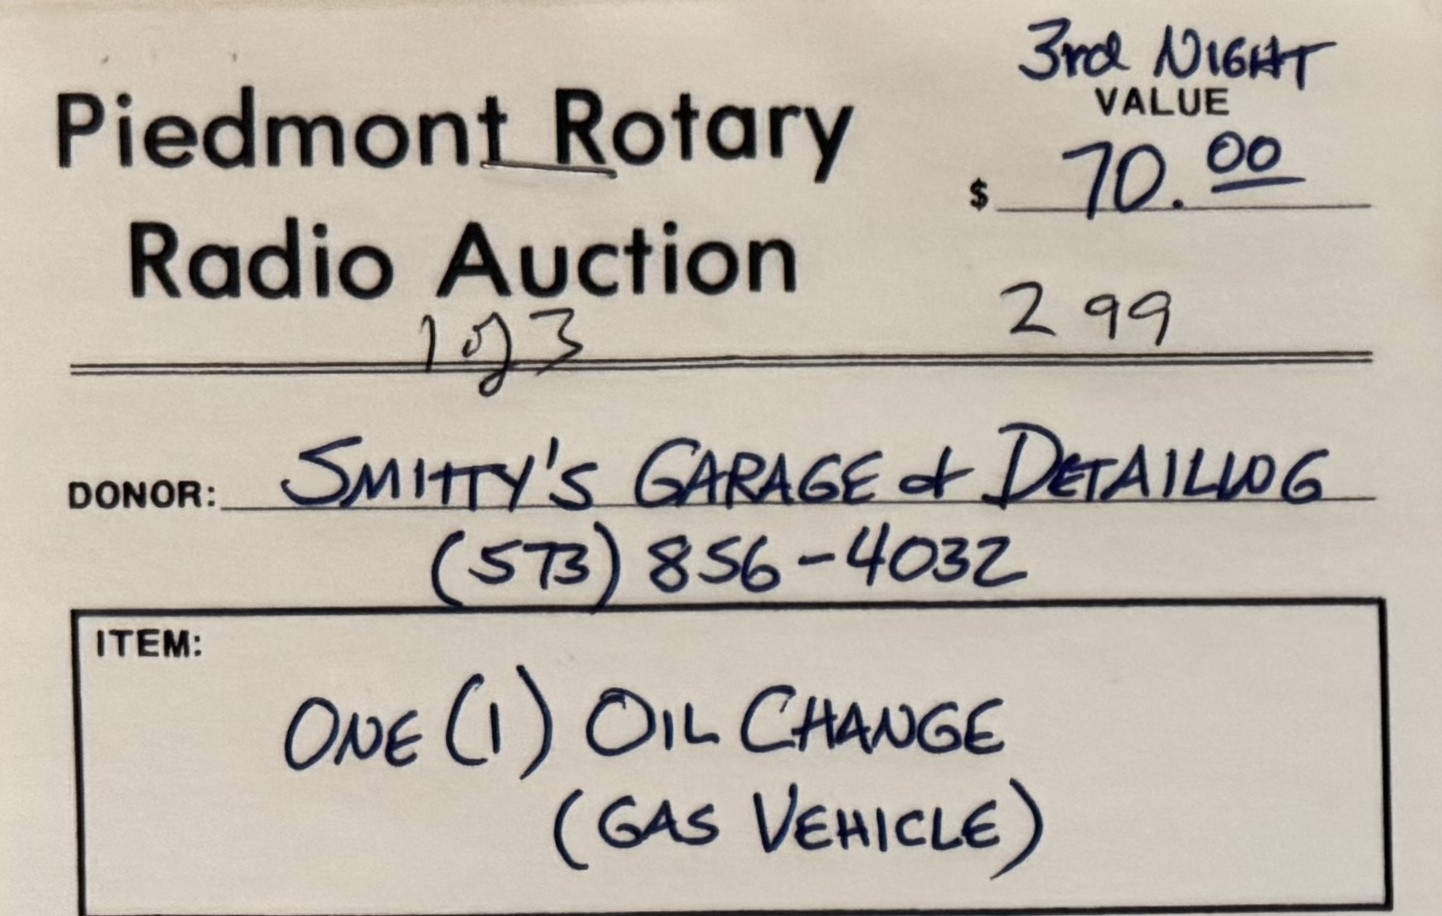 3rd NIGHT
Piedmont Rotary
VALUE
$ 70.00
Radio Auction
1 of 3
299
DONOR: SMITTY'S GARAGE & DETAILING
(573) 856-4032
ITEM:
ONE (1) OIL CHANGE
(GAS VEHICLE)